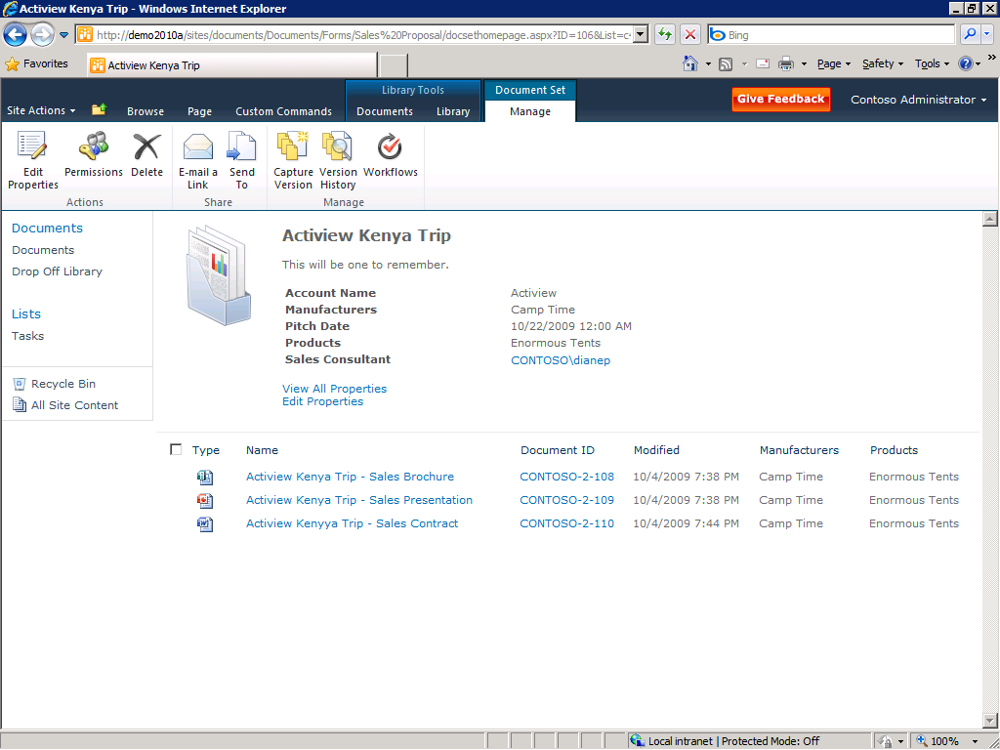 Actiview Kenya Trip - Windows Internet Explorer
http://demo2010a/sites/documents/Documents/Forms/Sales%20Proposal/docsethomepage.aspx?ID=106&List=c4
Bing
Favorites
Actiview Kenya Trip
Page
Safety
Tools
»
Library Tools
Document Set
Site Actions
Browse
Page
Custom Commands
Documents
Library
Manage
Give Feedback
Contoso Administrator
Edit Properties
Permissions
Delete
E-mail a Link
Send To
Capture Version
Version History
Workflows
Actions
Share
Manage
Documents
Documents
Drop Off Library
Lists
Tasks
Recycle Bin
All Site Content
Actiview Kenya Trip
This will be one to remember.
Account Name Actiview
Manufacturers Camp Time
Pitch Date 10/22/2009 12:00 AM
Products Enormous Tents
Sales Consultant CONTOSO\dianep
View All Properties
Edit Properties
Type Name Document ID Modified Manufacturers Products
Actiview Kenya Trip - Sales Brochure CONTOSO-2-108 10/4/2009 7:38 PM Camp Time Enormous Tents
Actiview Kenya Trip - Sales Presentation CONTOSO-2-109 10/4/2009 7:38 PM Camp Time Enormous Tents
Actiview Kenyya Trip - Sales Contract CONTOSO-2-110 10/4/2009 7:44 PM Camp Time Enormous Tents
Local intranet | Protected Mode: Off
100%